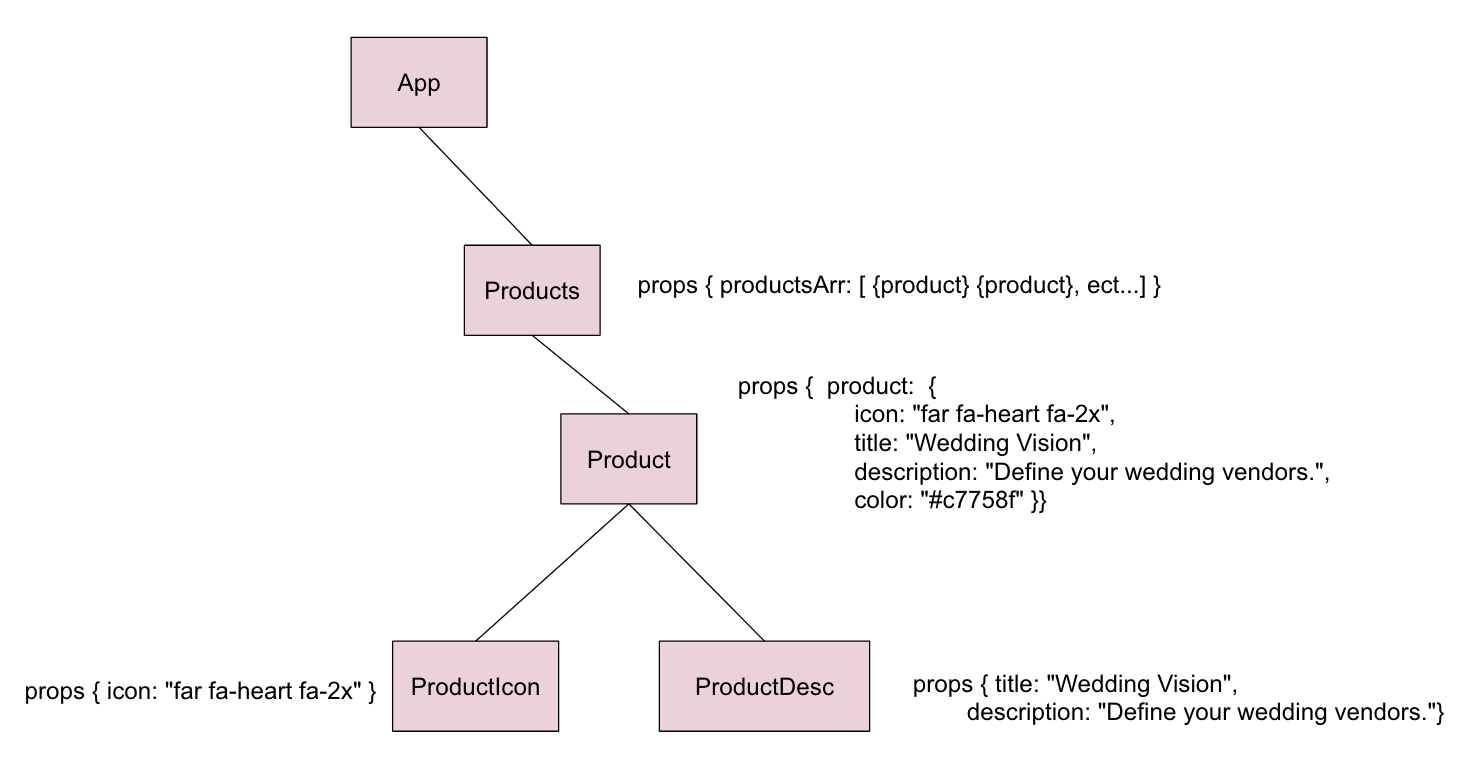 App
Products
props { productsArr: [ {product} {product}, ect...] }
props {  product:  {
icon: "far fa-heart fa-2x",
title: "Wedding Vision",
description: "Define your wedding vendors.",
color: "#c7758f" }}
Product
props { icon: "far fa-heart fa-2x" }
ProductIcon
ProductDesc
props { title: "Wedding Vision",
description: "Define your wedding vendors."}